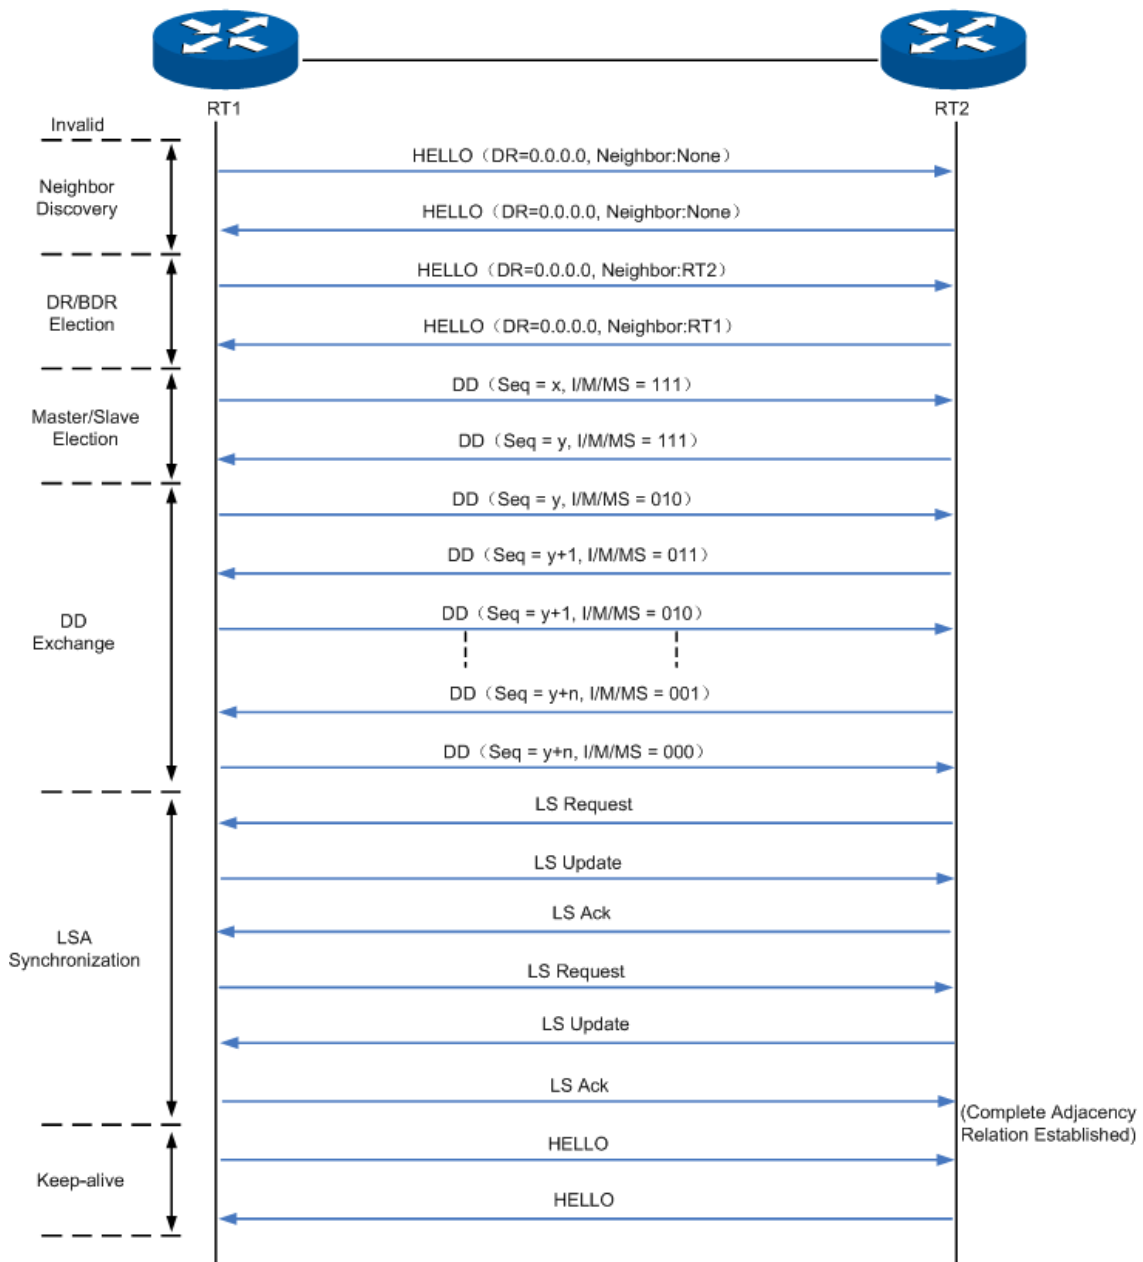 RT1
RT2
Invalid
HELLO（DR=0.0.0.0, Neighbor:None）
Neighbor
Discovery
HELLO（DR=0.0.0.0, Neighbor:None）
HELLO（DR=0.0.0.0, Neighbor:RT2）
DR/BDR
Election
HELLO（DR=0.0.0.0, Neighbor:RT1）
DD（Seq = x, I/M/MS = 111）
Master/Slave
Election
DD（Seq = y, I/M/MS = 111）
DD（Seq = y, I/M/MS = 010）
DD（Seq = y+1, I/M/MS = 011）
DD（Seq = y+1, I/M/MS = 010）
DD
Exchange
DD（Seq = y+n, I/M/MS = 001）
DD（Seq = y+n, I/M/MS = 000）
LS Request
LS Update
LS Ack
LSA
Synchronization
LS Request
LS Update
LS Ack
(Complete Adjacency
Relation Established)
HELLO
Keep-alive
HELLO